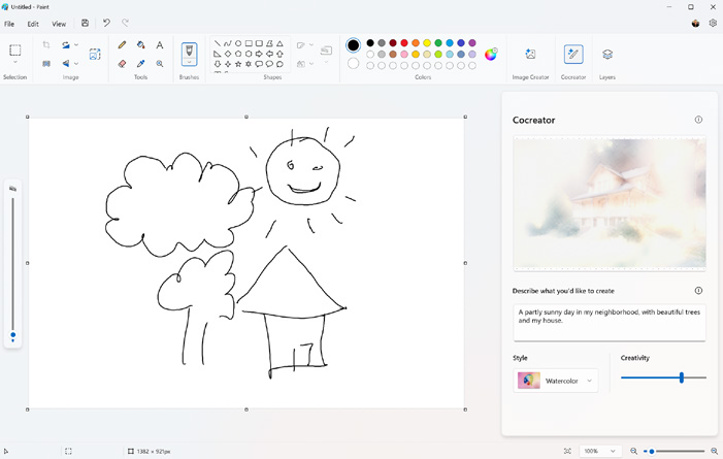 Untitled - Paint
File Edit View
Selection Image Tools Brushes Shapes Colors Image Creator Cocreator Layers
Cocreator
Describe what you'd like to create
A partly sunny day in my neighborhood, with beautiful trees
and my house.
Style Creativity
Watercolor
1382 × 921px 100%